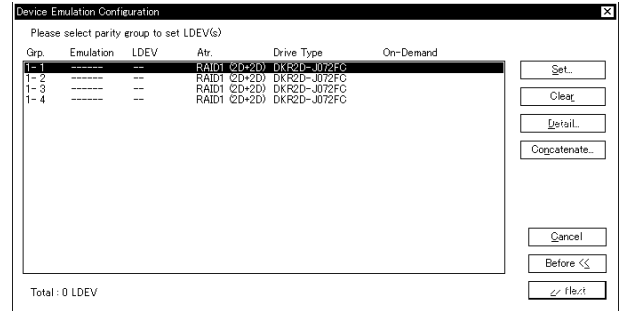 Device Emulation Configuration
Please select parity group to set LDEV(s)
Grp. Emulation LDEV Atr. Drive Type On-Demand
1- 1 ------ -- RAID1 (2D+2D) DKR2D-J072FC
1- 2 ------ -- RAID1 (2D+2D) DKR2D-J072FC
1- 3 ------ -- RAID1 (2D+2D) DKR2D-J072FC
1- 4 ------ -- RAID1 (2D+2D) DKR2D-J072FC
Set...
Clear
Detail...
Concatenate...
Cancel
Before <<
>> Next
Total : 0 LDEV